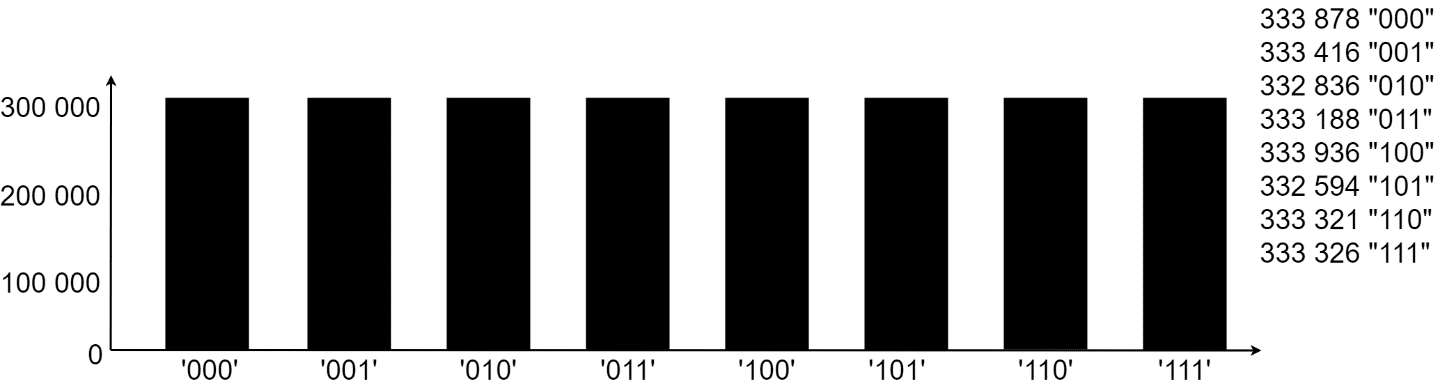 333 878 "000"
333 416 "001"
332 836 "010"
333 188 "011"
333 936 "100"
332 594 "101"
333 321 "110"
333 326 "111"
300 000
200 000
100 000
0
'000' '001' '010' '011' '100' '101' '110' '111'